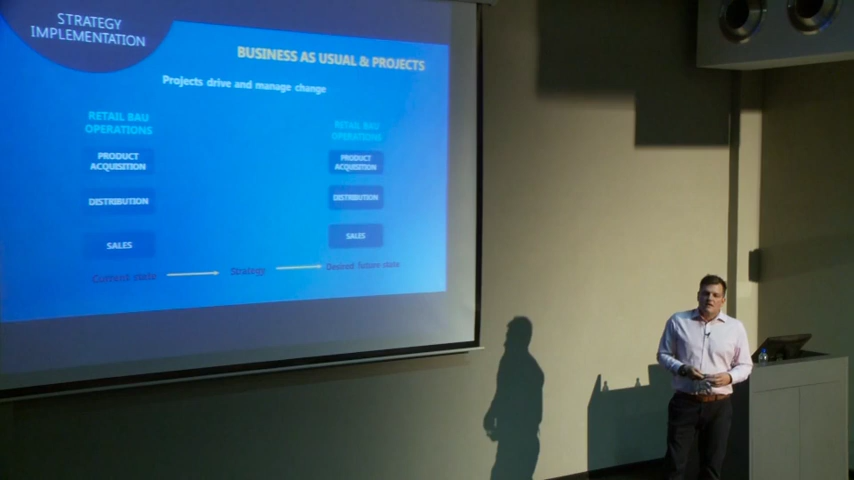 STRATEGY
IMPLEMENTATION
BUSINESS AS USUAL & PROJECTS
Projects drive and manage change
RETAIL BAU
OPERATIONS
PRODUCT
ACQUISITION
DISTRIBUTION
SALES
RETAIL BAU
OPERATIONS
PRODUCT
ACQUISITION
DISTRIBUTION
SALES
Current state
Strategy
Desired future state